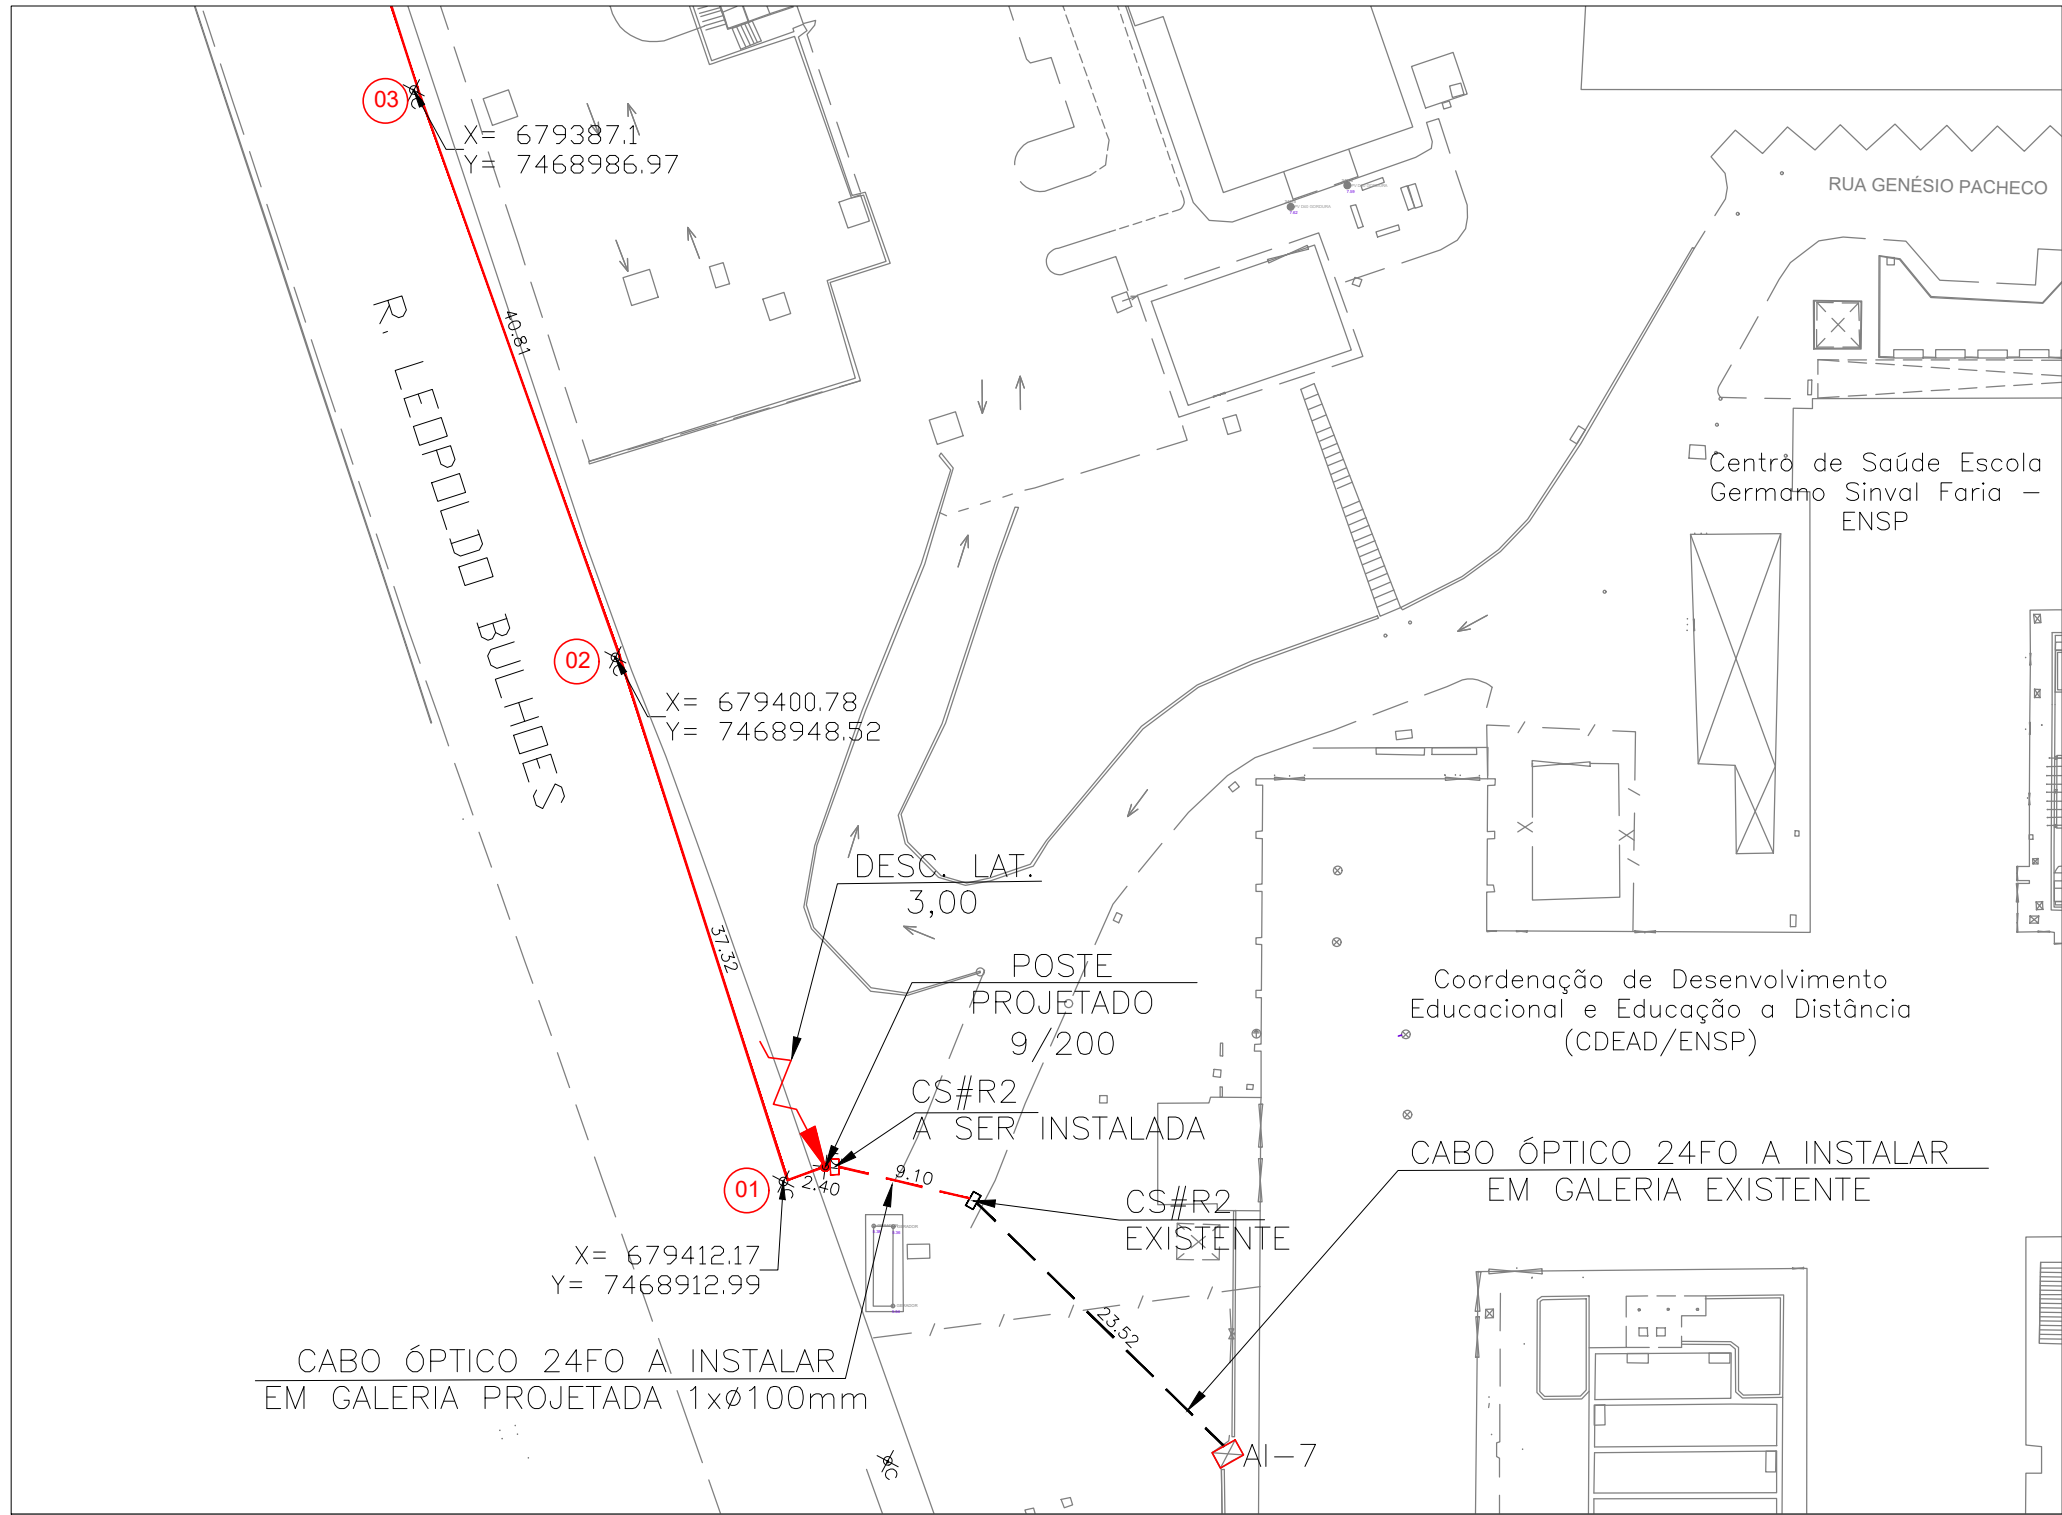 03
X= 679387.1
Y= 7468986.97
RUA GENÉSIO PACHECO
40.81
R. LEOPOLDO BULHOES
Centro de Saúde Escola
Germano Sinval Faria –
ENSP
02
X= 679400.78
Y= 7468948.52
DESC. LAT.
3,00
37.32
POSTE
PROJETADO
9/200
Coordenação de Desenvolvimento
Educacional e Educação a Distância
(CDEAD/ENSP)
CS#R2
A SER INSTALADA
CABO ÓPTICO 24FO A INSTALAR
EM GALERIA EXISTENTE
01
2.40
9.10
CS#R2
EXISTENTE
X= 679412.17
Y= 7468912.99
23.52
CABO ÓPTICO 24FO A INSTALAR
EM GALERIA PROJETADA 1xø100mm
AI-7